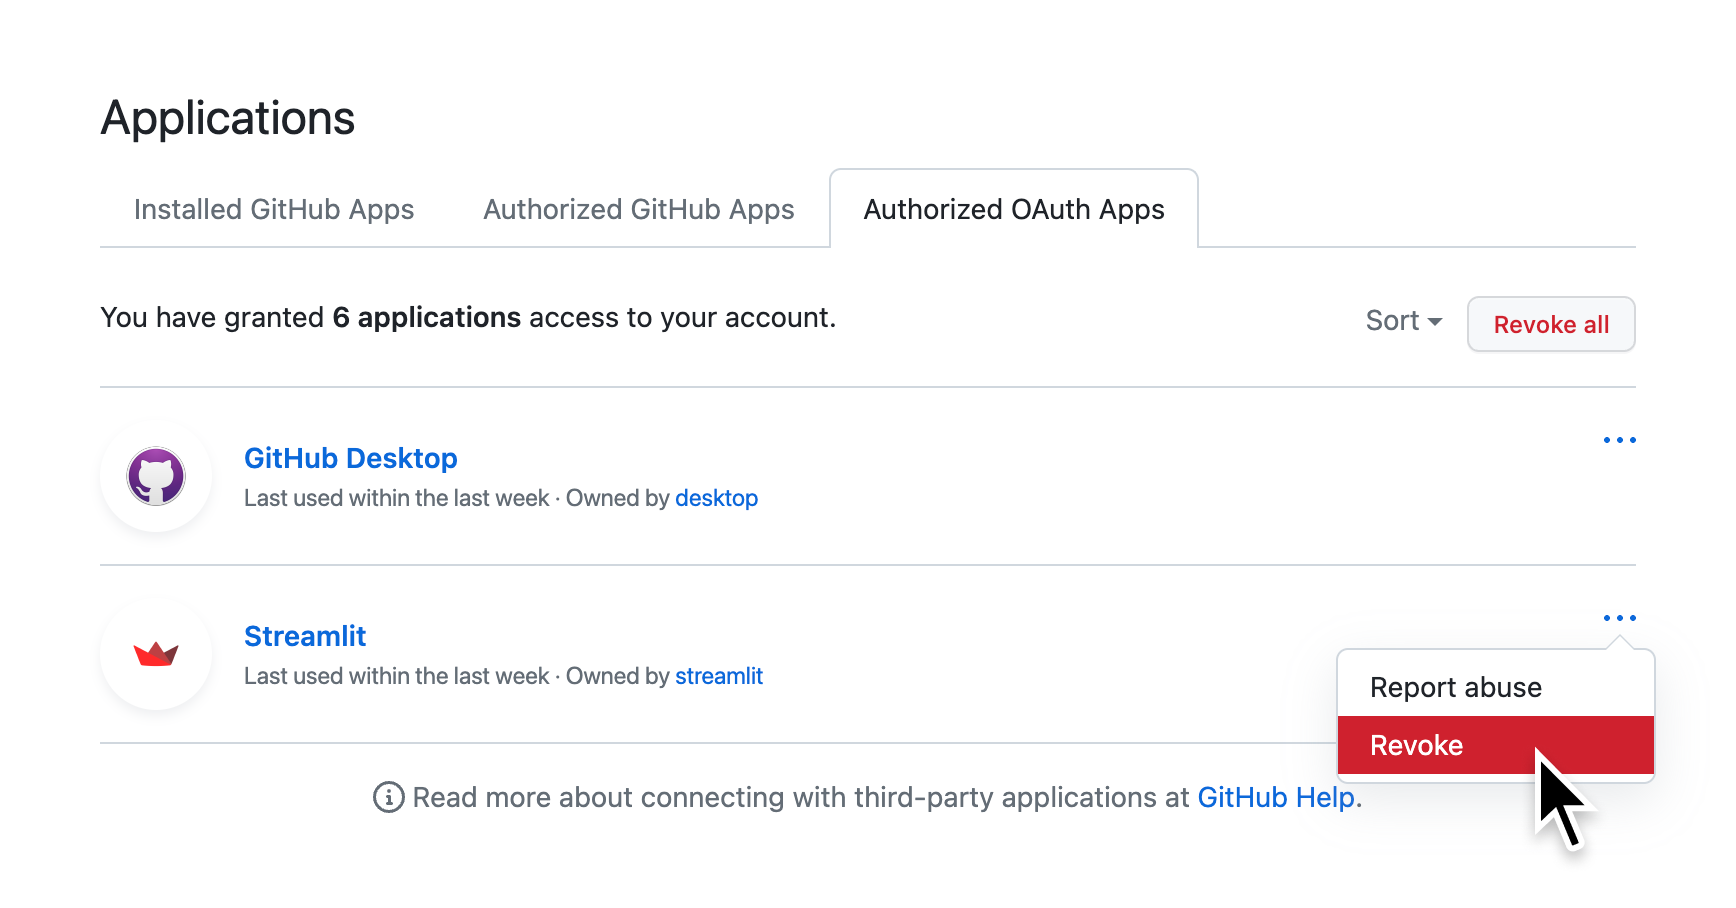 Applications
Installed GitHub Apps
Authorized GitHub Apps
Authorized OAuth Apps
You have granted 6 applications access to your account.
Sort
Revoke all
GitHub Desktop
Last used within the last week · Owned by desktop
Streamlit
Last used within the last week · Owned by streamlit
Report abuse
Revoke
Read more about connecting with third-party applications at GitHub Help.